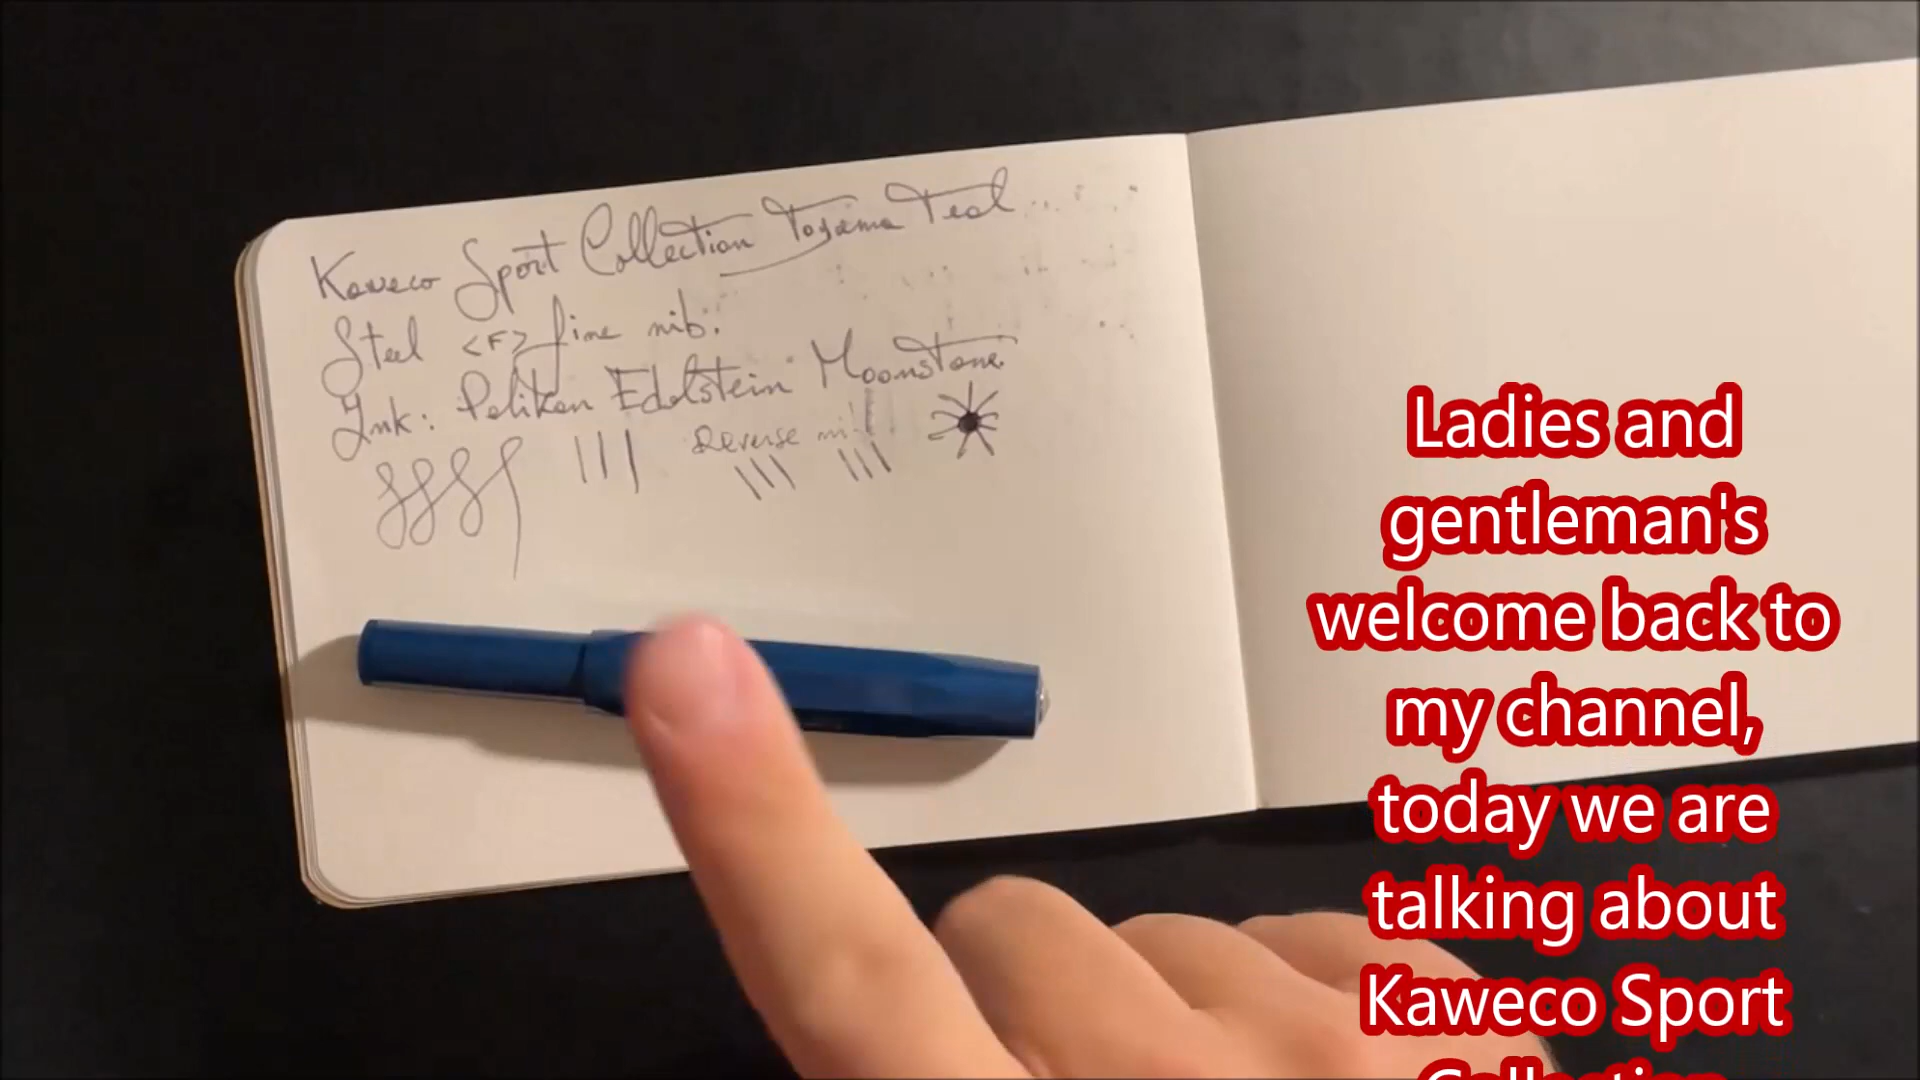 Kaweco Sport Collection Toyama Teal
Steel <F> fine nib.
Ink: Pelikan Edelstein Moonstone.
Reverse
Ladies and
gentleman's
welcome back to
my channel,
today we are
talking about
Kaweco Sport
Collection